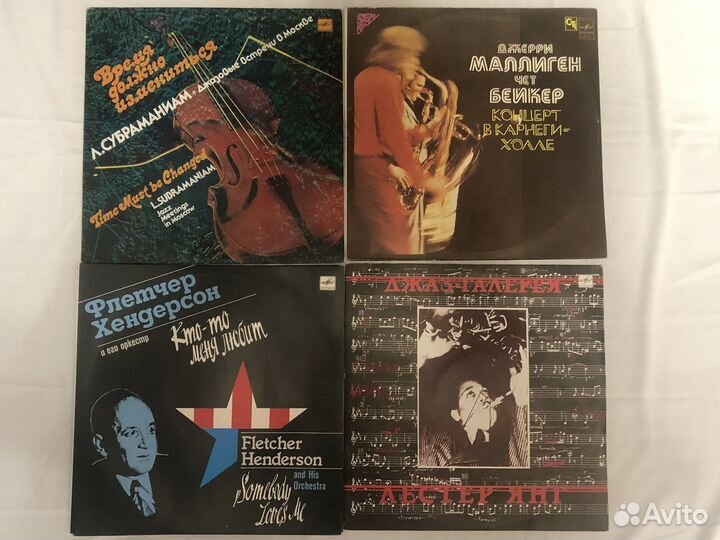 Время
должно
измениться
Л.СУБРАМАНИАМ • Джазовые встречи в Москве
Time Must be Changed
L.SUBRAMANIAM
Jazz
Meetings
in Moscow
ДЖЕРРИ
МАЛЛИГЕН
ЧЕТ
БЕЙКЕР
КОНЦЕРТ
В КАРНЕГИ-
ХОЛЛЕ
Флетчер
Хендерсон
и его оркестр
Кто-то
меня любит
Fletcher
Henderson
and His
Orchestra
Somebody
Loves Me
ДЖАЗ-ГАЛЕРЕЯ
ЛЕСТЕР ЯНГ
Avito